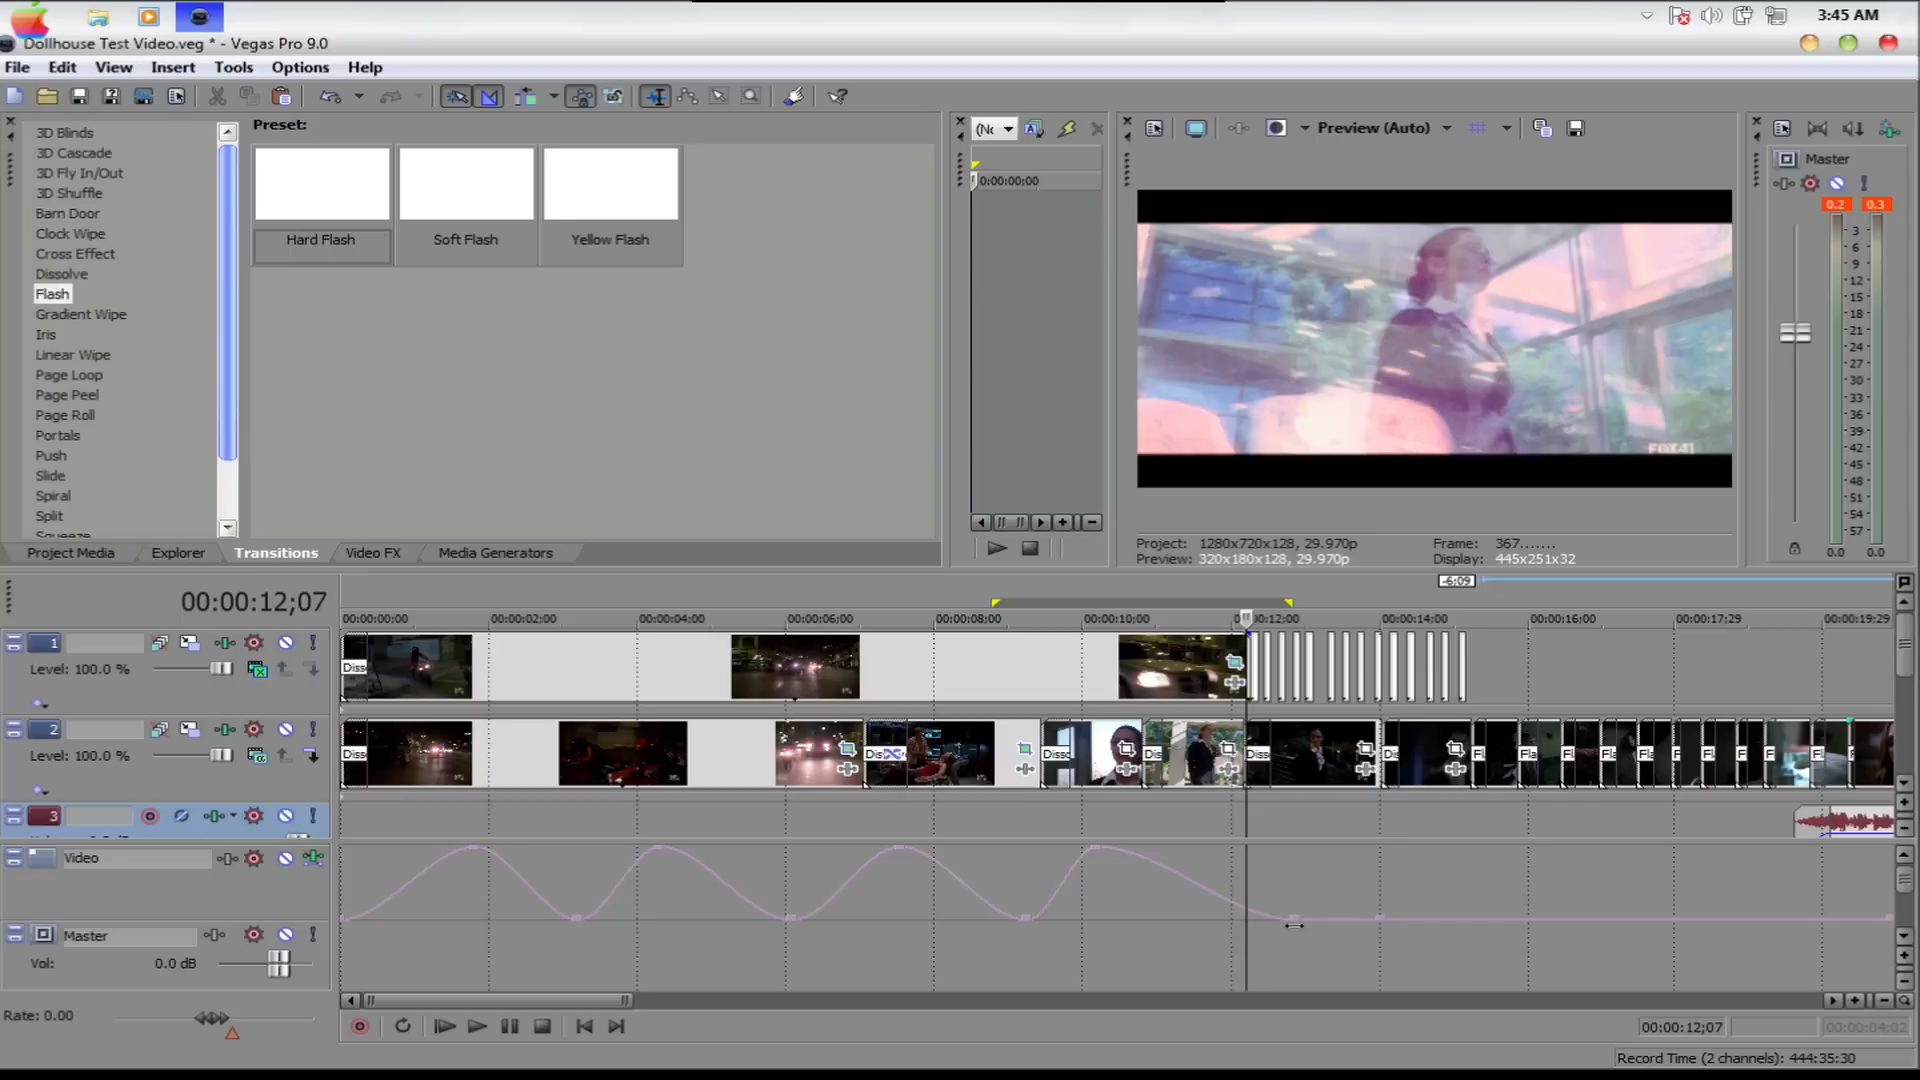 3:45 AM
Dollhouse Test Video.veg * - Vegas Pro 9.0
File Edit View Insert Tools Options Help
3D Blinds
3D Cascade
3D Fly In/Out
3D Shuffle
Barn Door
Clock Wipe
Cross Effect
Dissolve
Flash
Gradient Wipe
Iris
Linear Wipe
Page Loop
Page Peel
Page Roll
Portals
Push
Slide
Spiral
Split
Preset:
Hard Flash Soft Flash Yellow Flash
Project Media Explorer Transitions Video FX Media Generators
0:00:00;00
Preview (Auto)
Project: 1280x720x128, 29.970p Frame: 367.......
Preview: 320x180x128, 29.970p Display: 445x251x32
Master
0.2 0.3
3
6
9
12
15
18
21
24
27
30
33
36
39
42
45
48
51
54
57
0.0 0.0
-6:09
00:00:12;07
00:00:00;00 00:00:02;00 00:00:04;00 00:00:06;00 00:00:08;00 00:00:10;00 0:12;00 00:00:14;00 00:00:16;00 00:00:17;29 00:00:19;29
1
Level: 100.0 %
2
Level: 100.0 %
3
Video
Master
Vol: 0.0 dB
Rate: 0.00
00:00:12;07 00:00:04;02
Record Time (2 channels): 444:35:30